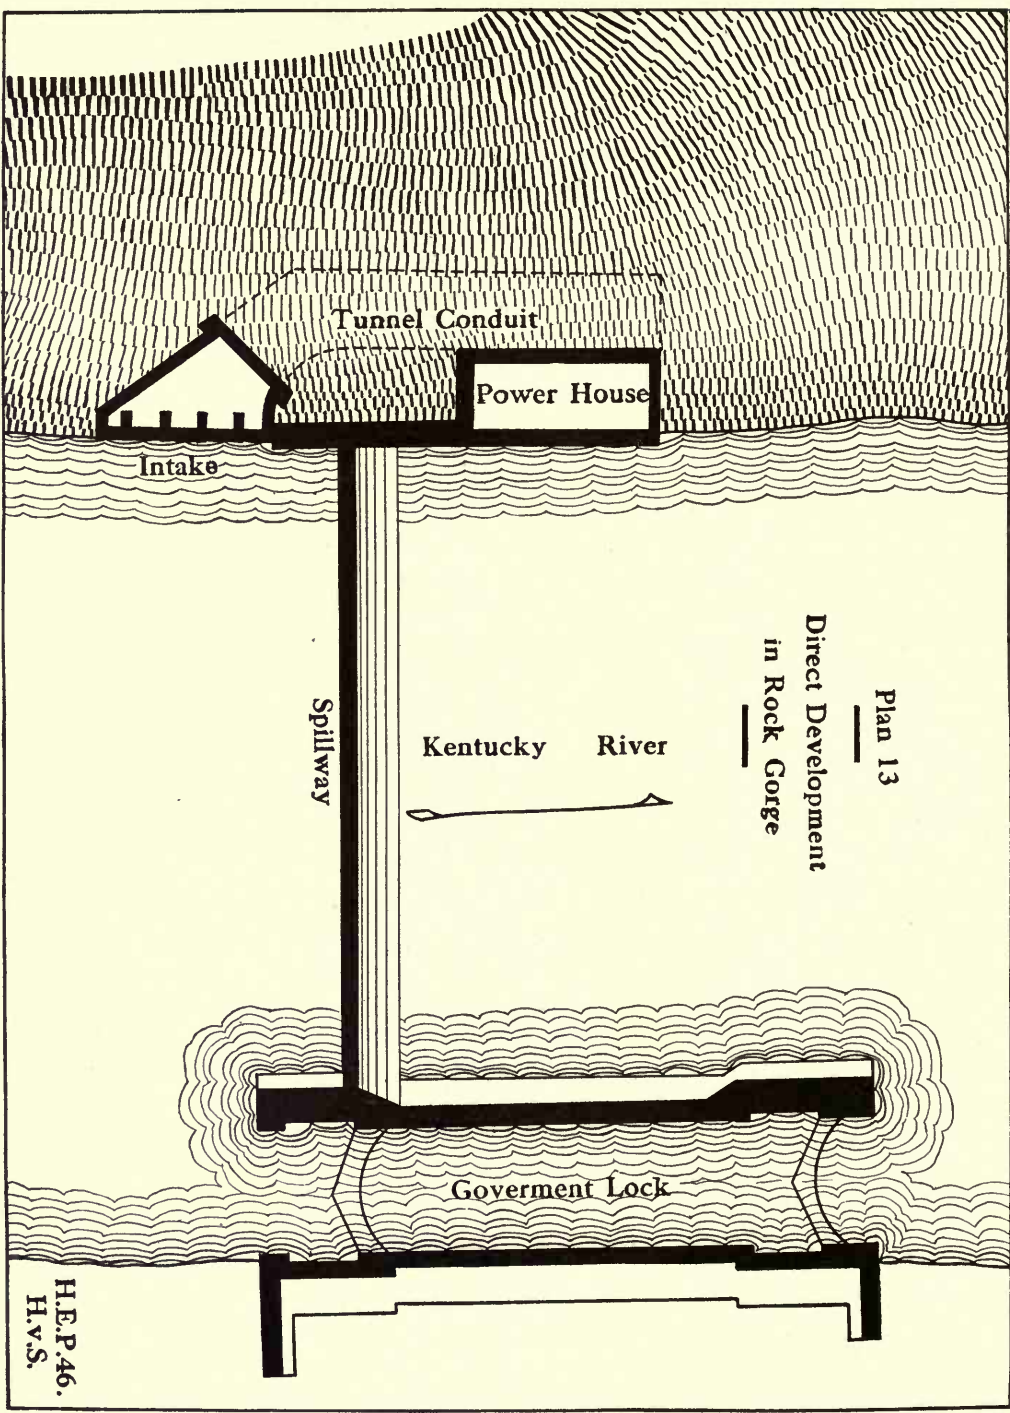 Tunnel Conduit
Power House
Intake
Plan 13
Direct Development
in Rock Gorge
Spillway
Kentucky River
Goverment Lock
H.E.P.46.
H.v.S.